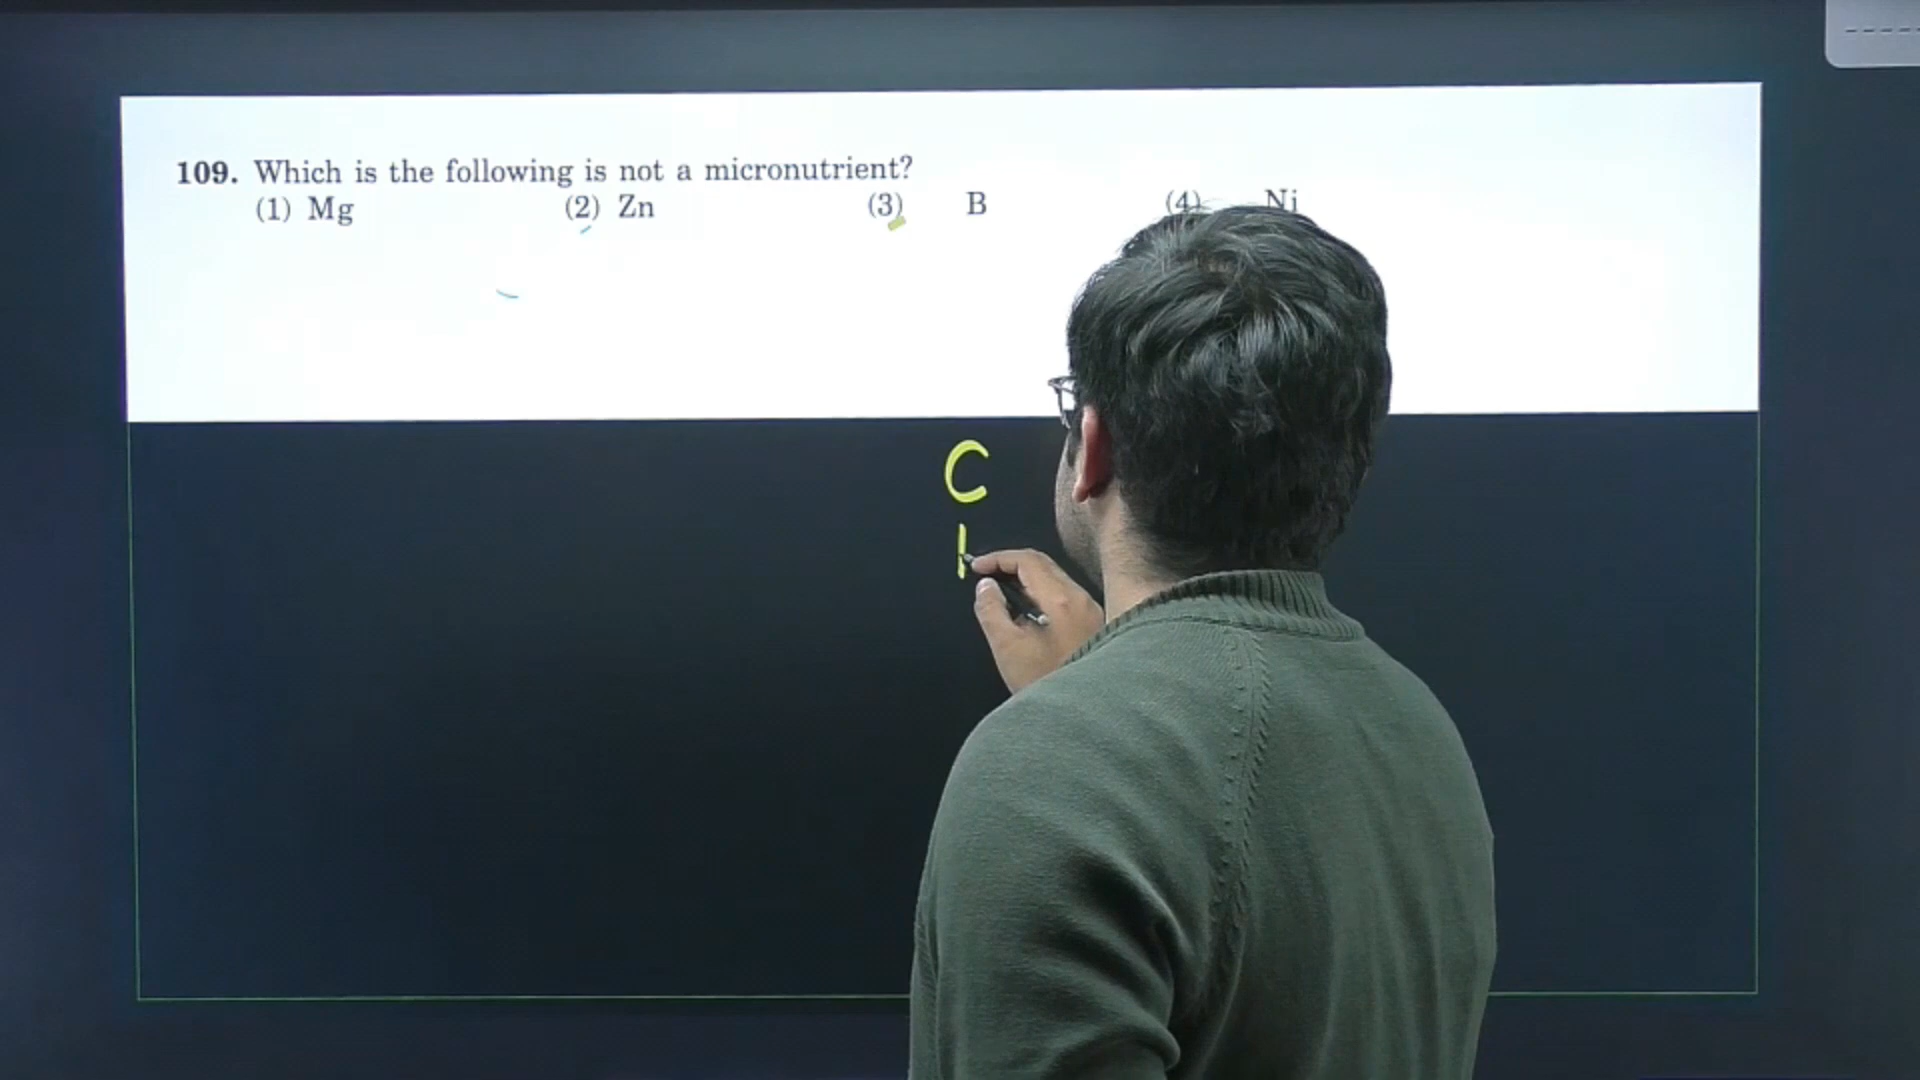 109. Which is the following is not a micronutrient?
(1) Mg (2) Zn (3) B (4) Ni
C